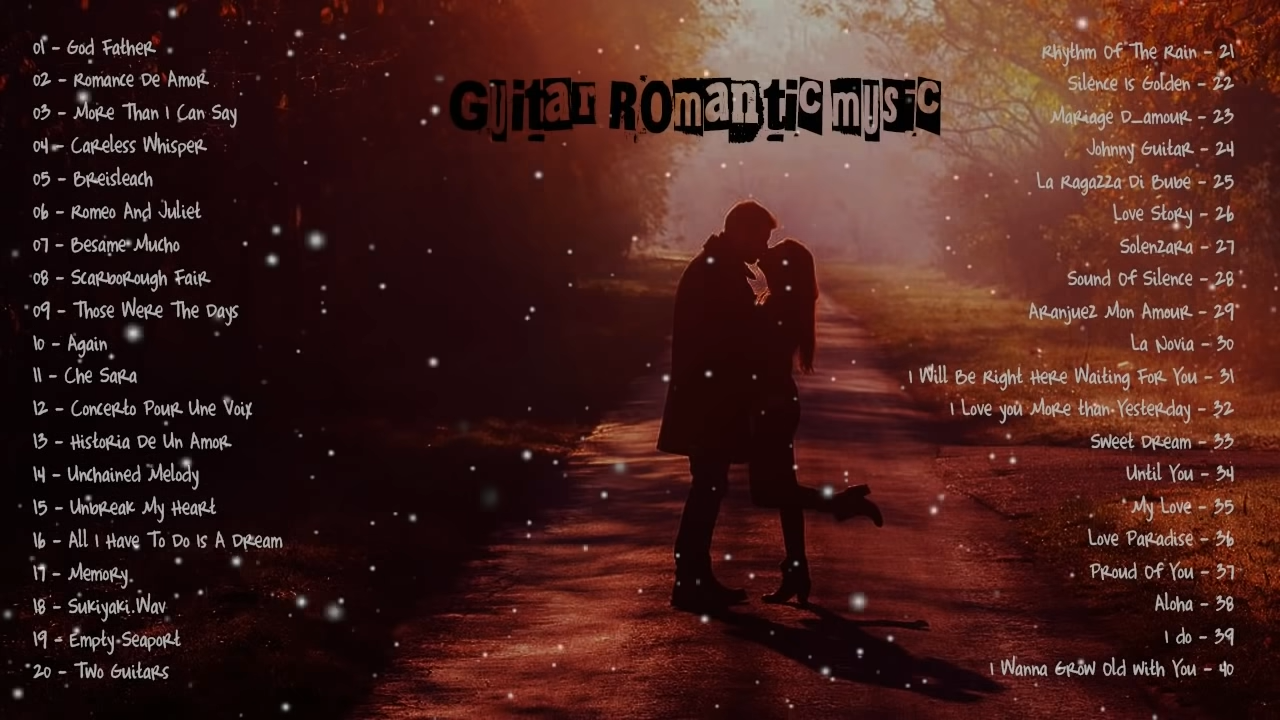 Guitar Romantic music
01 - God Father
02 - Romance De Amor
03 - More Than I Can Say
04 - Careless Whisper
05 - Breisleach
06 - Romeo And Juliet
07 - Besame Mucho
08 - Scarborough Fair
09 - Those Were The Days
10 - Again
11 - Che Sara
12 - Concerto Pour Une Voix
13 - Historia De Un Amor
14 - Unchained Melody
15 - Unbreak My Heart
16 - All I Have To Do Is A Dream
17 - Memory
18 - Sukiyaki.Wav
19 - Empty Seaport
20 - Two Guitars
Rhythm Of The Rain - 21
Silence Is Golden - 22
Mariage D_amour - 23
Johnny Guitar - 24
La Ragazza Di Bube - 25
Love Story - 26
Solenzara - 27
Sound Of Silence - 28
Aranjuez Mon Amour - 29
La Novia - 30
I Will Be Right Here Waiting For You - 31
I Love you More than Yesterday - 32
Sweet Dream - 33
Until You - 34
My Love - 35
Love Paradise - 36
Proud Of You - 37
Aloha - 38
I do - 39
I Wanna Grow Old With You - 40